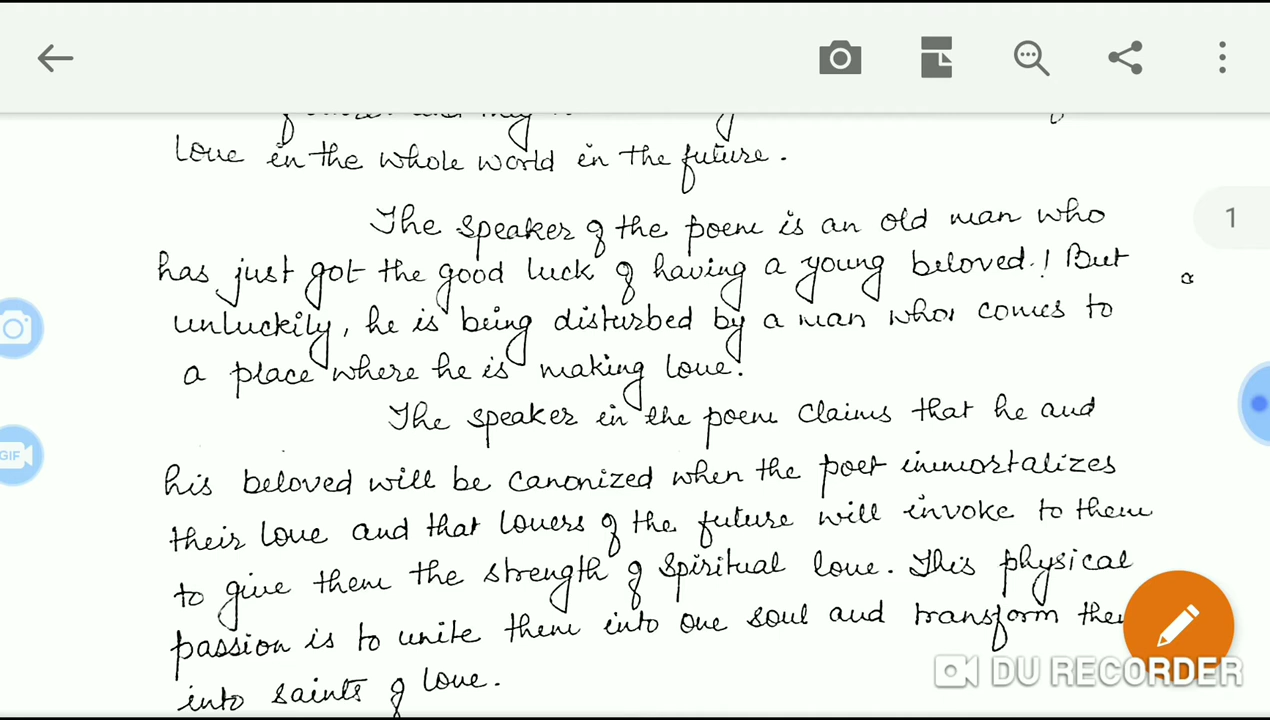 love in the whole world in the future.
The speaker of the poem is an old man who
1
has just got the good luck of having a young beloved.! But
unluckily, he is being disturbed by a man who comes to
a place where he is making love.
The speaker in the poem claims that he and
his beloved will be canonized when the poet immortalizes
GIF
their love and that lovers of the future will invoke to them
to give them the strength of spiritual love. This physical
passion is to unite them into one soul and transform the
DU RECORDER
into saints of love.